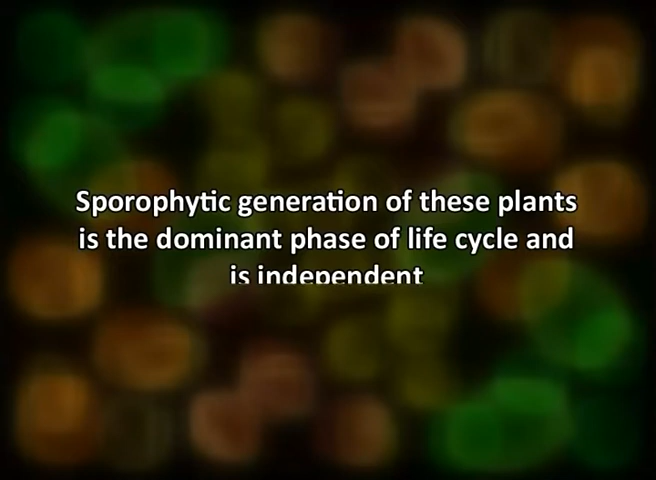 Sporophytic generation of these plants
is the dominant phase of life cycle and
is independent